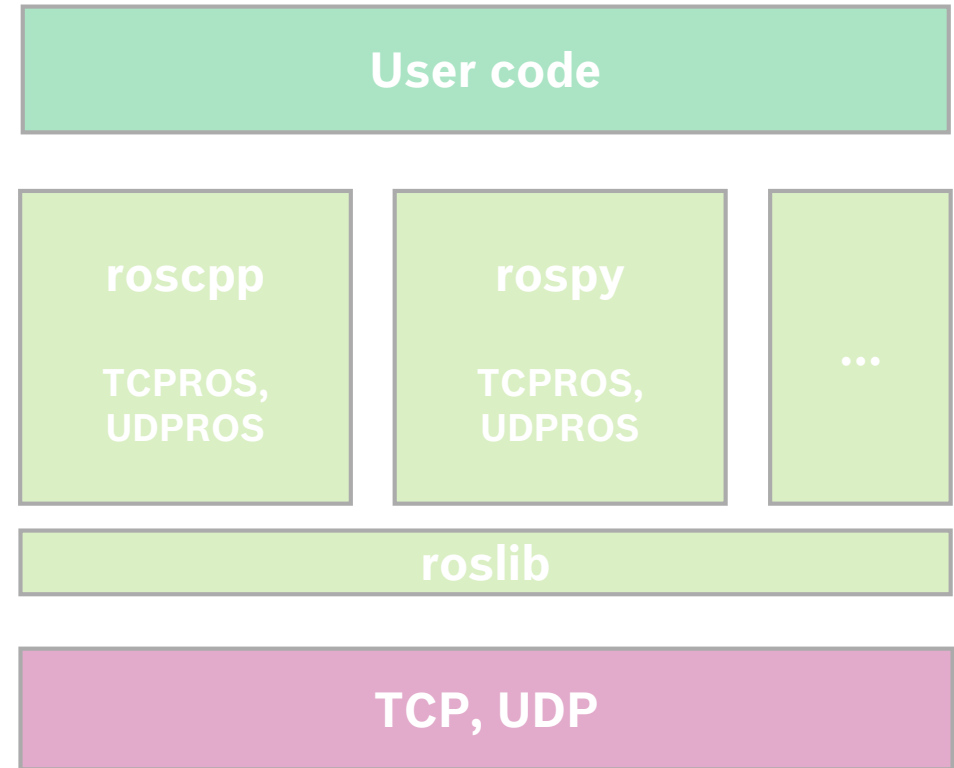 User code
roscpp
TCPROS,
UDPROS
rospy
TCPROS,
UDPROS
...
roslib
TCP, UDP